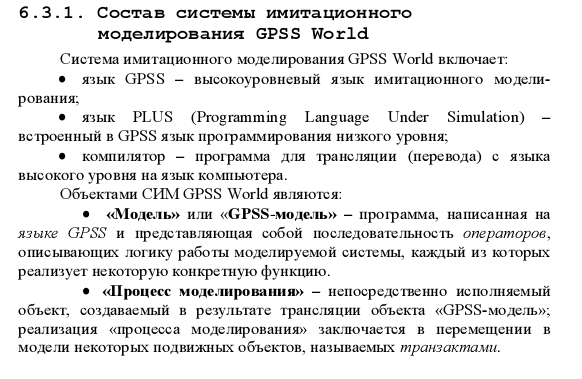 6.3.1. Состав системы имитационного
моделирования GPSS World
Система имитационного моделирования GPSS World включает:
• язык GPSS – высокоуровневый язык имитационного модели-
рования;
• язык PLUS (Programming Language Under Simulation) –
встроенный в GPSS язык программирования низкого уровня;
• компилятор – программа для трансляции (перевода) с языка
высокого уровня на язык компьютера.
Объектами СИМ GPSS World являются:
• «Модель» или «GPSS-модель» – программа, написанная на
языке GPSS и представляющая собой последовательность операторов,
описывающих логику работы моделируемой системы, каждый из которых
реализует некоторую конкретную функцию.
• «Процесс моделирования» – непосредственно исполняемый
объект, создаваемый в результате трансляции объекта «GPSS-модель»;
реализация «процесса моделирования» заключается в перемещении в
модели некоторых подвижных объектов, называемых транзактами.